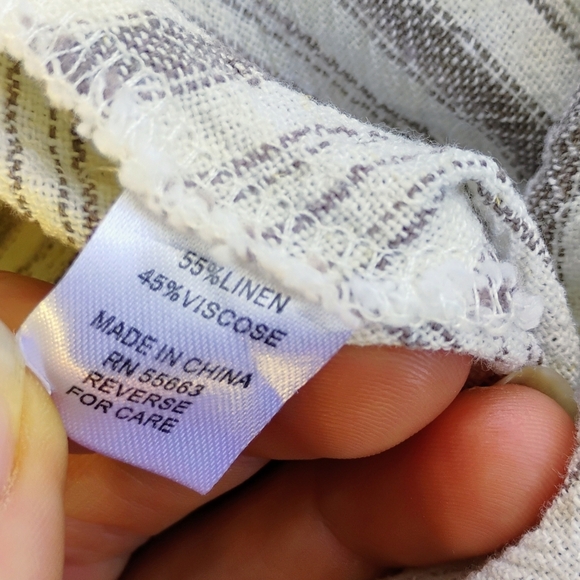 55%LINEN
45%VISCOSE
MADE IN CHINA
RN 55663
REVERSE
FOR CARE